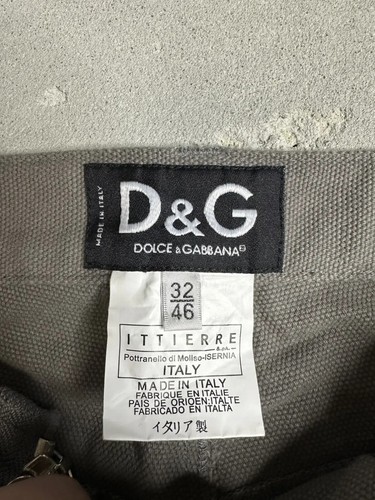 MADE IN ITALY
D&G
DOLCE & GABBANA
32
46
ITTIERRE
s.p.a.
Pottranello di Moliso-ISERNIA
ITALY
MADE IN ITALY
FABRIQUE EN ITALIE
PAIS DE ORIOEN:ITALTE
FABRICADO EN ITALTA
イタリア製